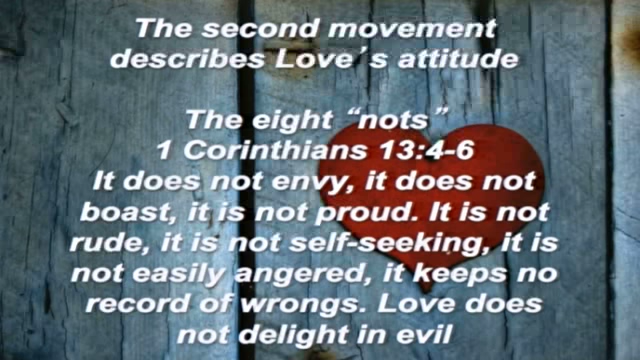 The second movement
describes Love´s attitude
The eight “nots”
1 Corinthians 13:4-6
It does not envy, it does not
boast, it is not proud. It is not
rude, it is not self-seeking, it is
not easily angered, it keeps no
record of wrongs. Love does
not delight in evil